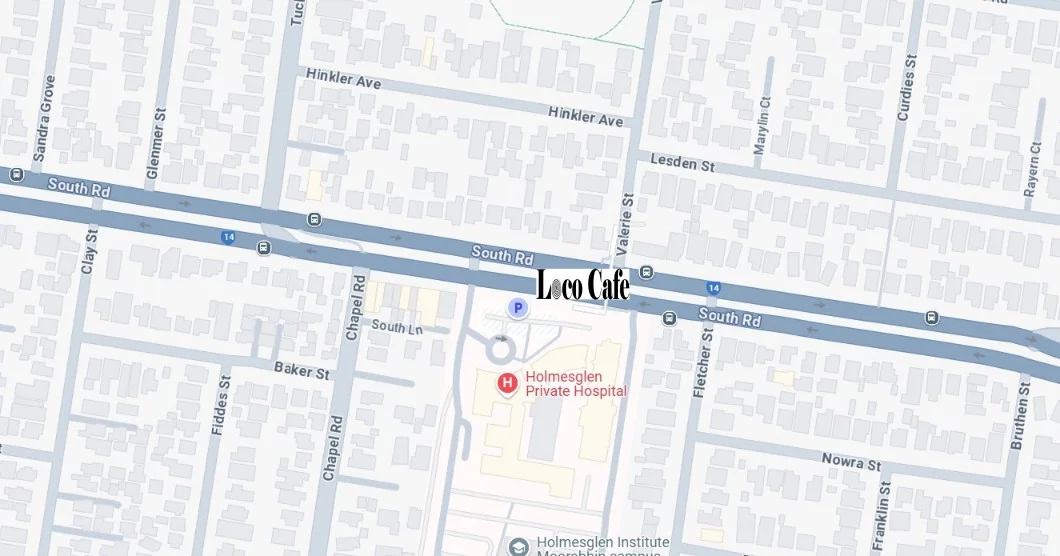 Sandra Grove
Glenmer St
Hinkler Ave
Hinkler Ave
Curdies St
Marylin Ct
Lesden St
Rayern Ct
South Rd
Clay St
14
South Rd
Valerie St
Loco Cafe
14
South Rd
P
Chapel Rd
South Ln
Fletcher St
Baker St
H
Holmesglen
Private Hospital
Fiddes St
Chapel Rd
Bruthen St
Nowra St
Franklin St
Holmesglen Institute